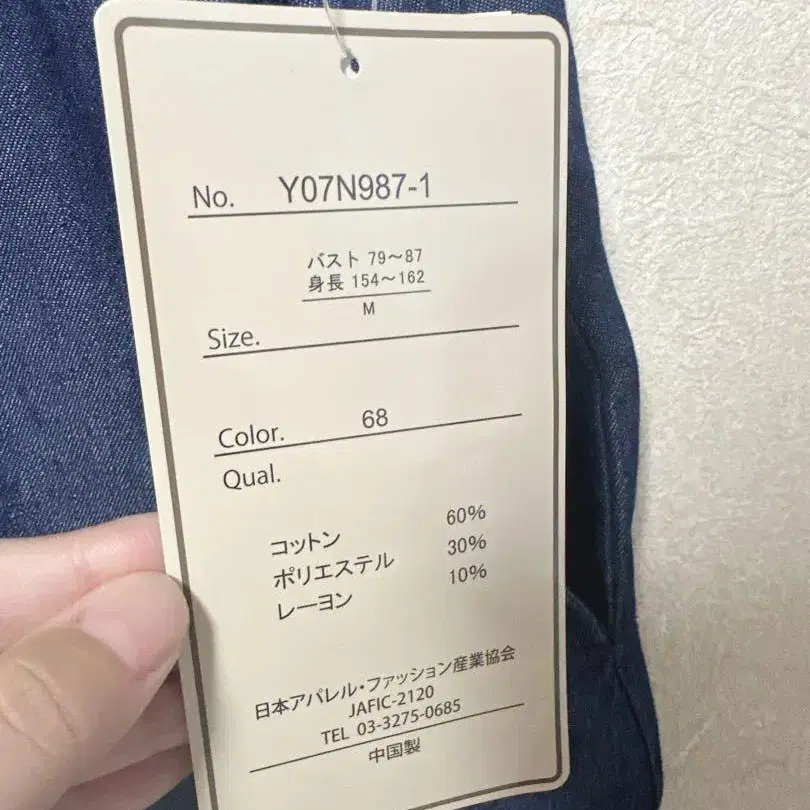 No. Y07N987-1
バスト 79～87
身長 154～162
M
Size.
Color. 68
Qual.
コットン 60%
ポリエステル 30%
レーヨン 10%
日本アパレル・ファッション産業協会
JAFIC-2120
TEL 03-3275-0685
中国製